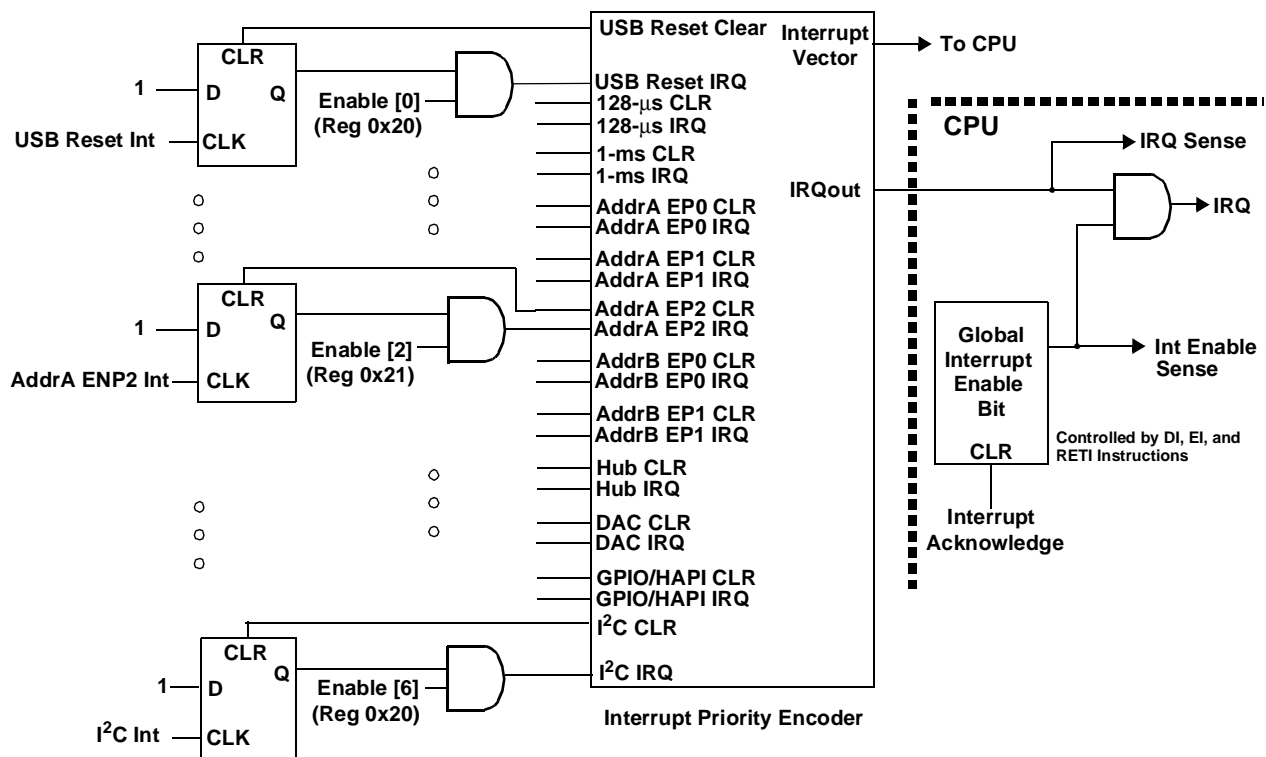 CLR
D
Q
CLK
1
USB Reset Int
Enable [0]
(Reg 0x20)
USB Reset Clear
USB Reset IRQ
128-μs CLR
128-μs IRQ
1-ms CLR
1-ms IRQ
AddrA EP0 CLR
AddrA EP0 IRQ
AddrA EP1 CLR
AddrA EP1 IRQ
AddrA EP2 CLR
AddrA EP2 IRQ
AddrB EP0 CLR
AddrB EP0 IRQ
AddrB EP1 CLR
AddrB EP1 IRQ
Hub CLR
Hub IRQ
DAC CLR
DAC IRQ
GPIO/HAPI CLR
GPIO/HAPI IRQ
I²C CLR
I²C IRQ
Interrupt
Vector
To CPU
IRQout
CPU
IRQ Sense
IRQ
Global
Interrupt
Enable
Bit
CLR
Int Enable
Sense
Controlled by DI, EI, and
RETI Instructions
Interrupt
Acknowledge
CLR
D
Q
CLK
1
AddrA ENP2 Int
Enable [2]
(Reg 0x21)
CLR
D
Q
CLK
1
I²C Int
Enable [6]
(Reg 0x20)
Interrupt Priority Encoder